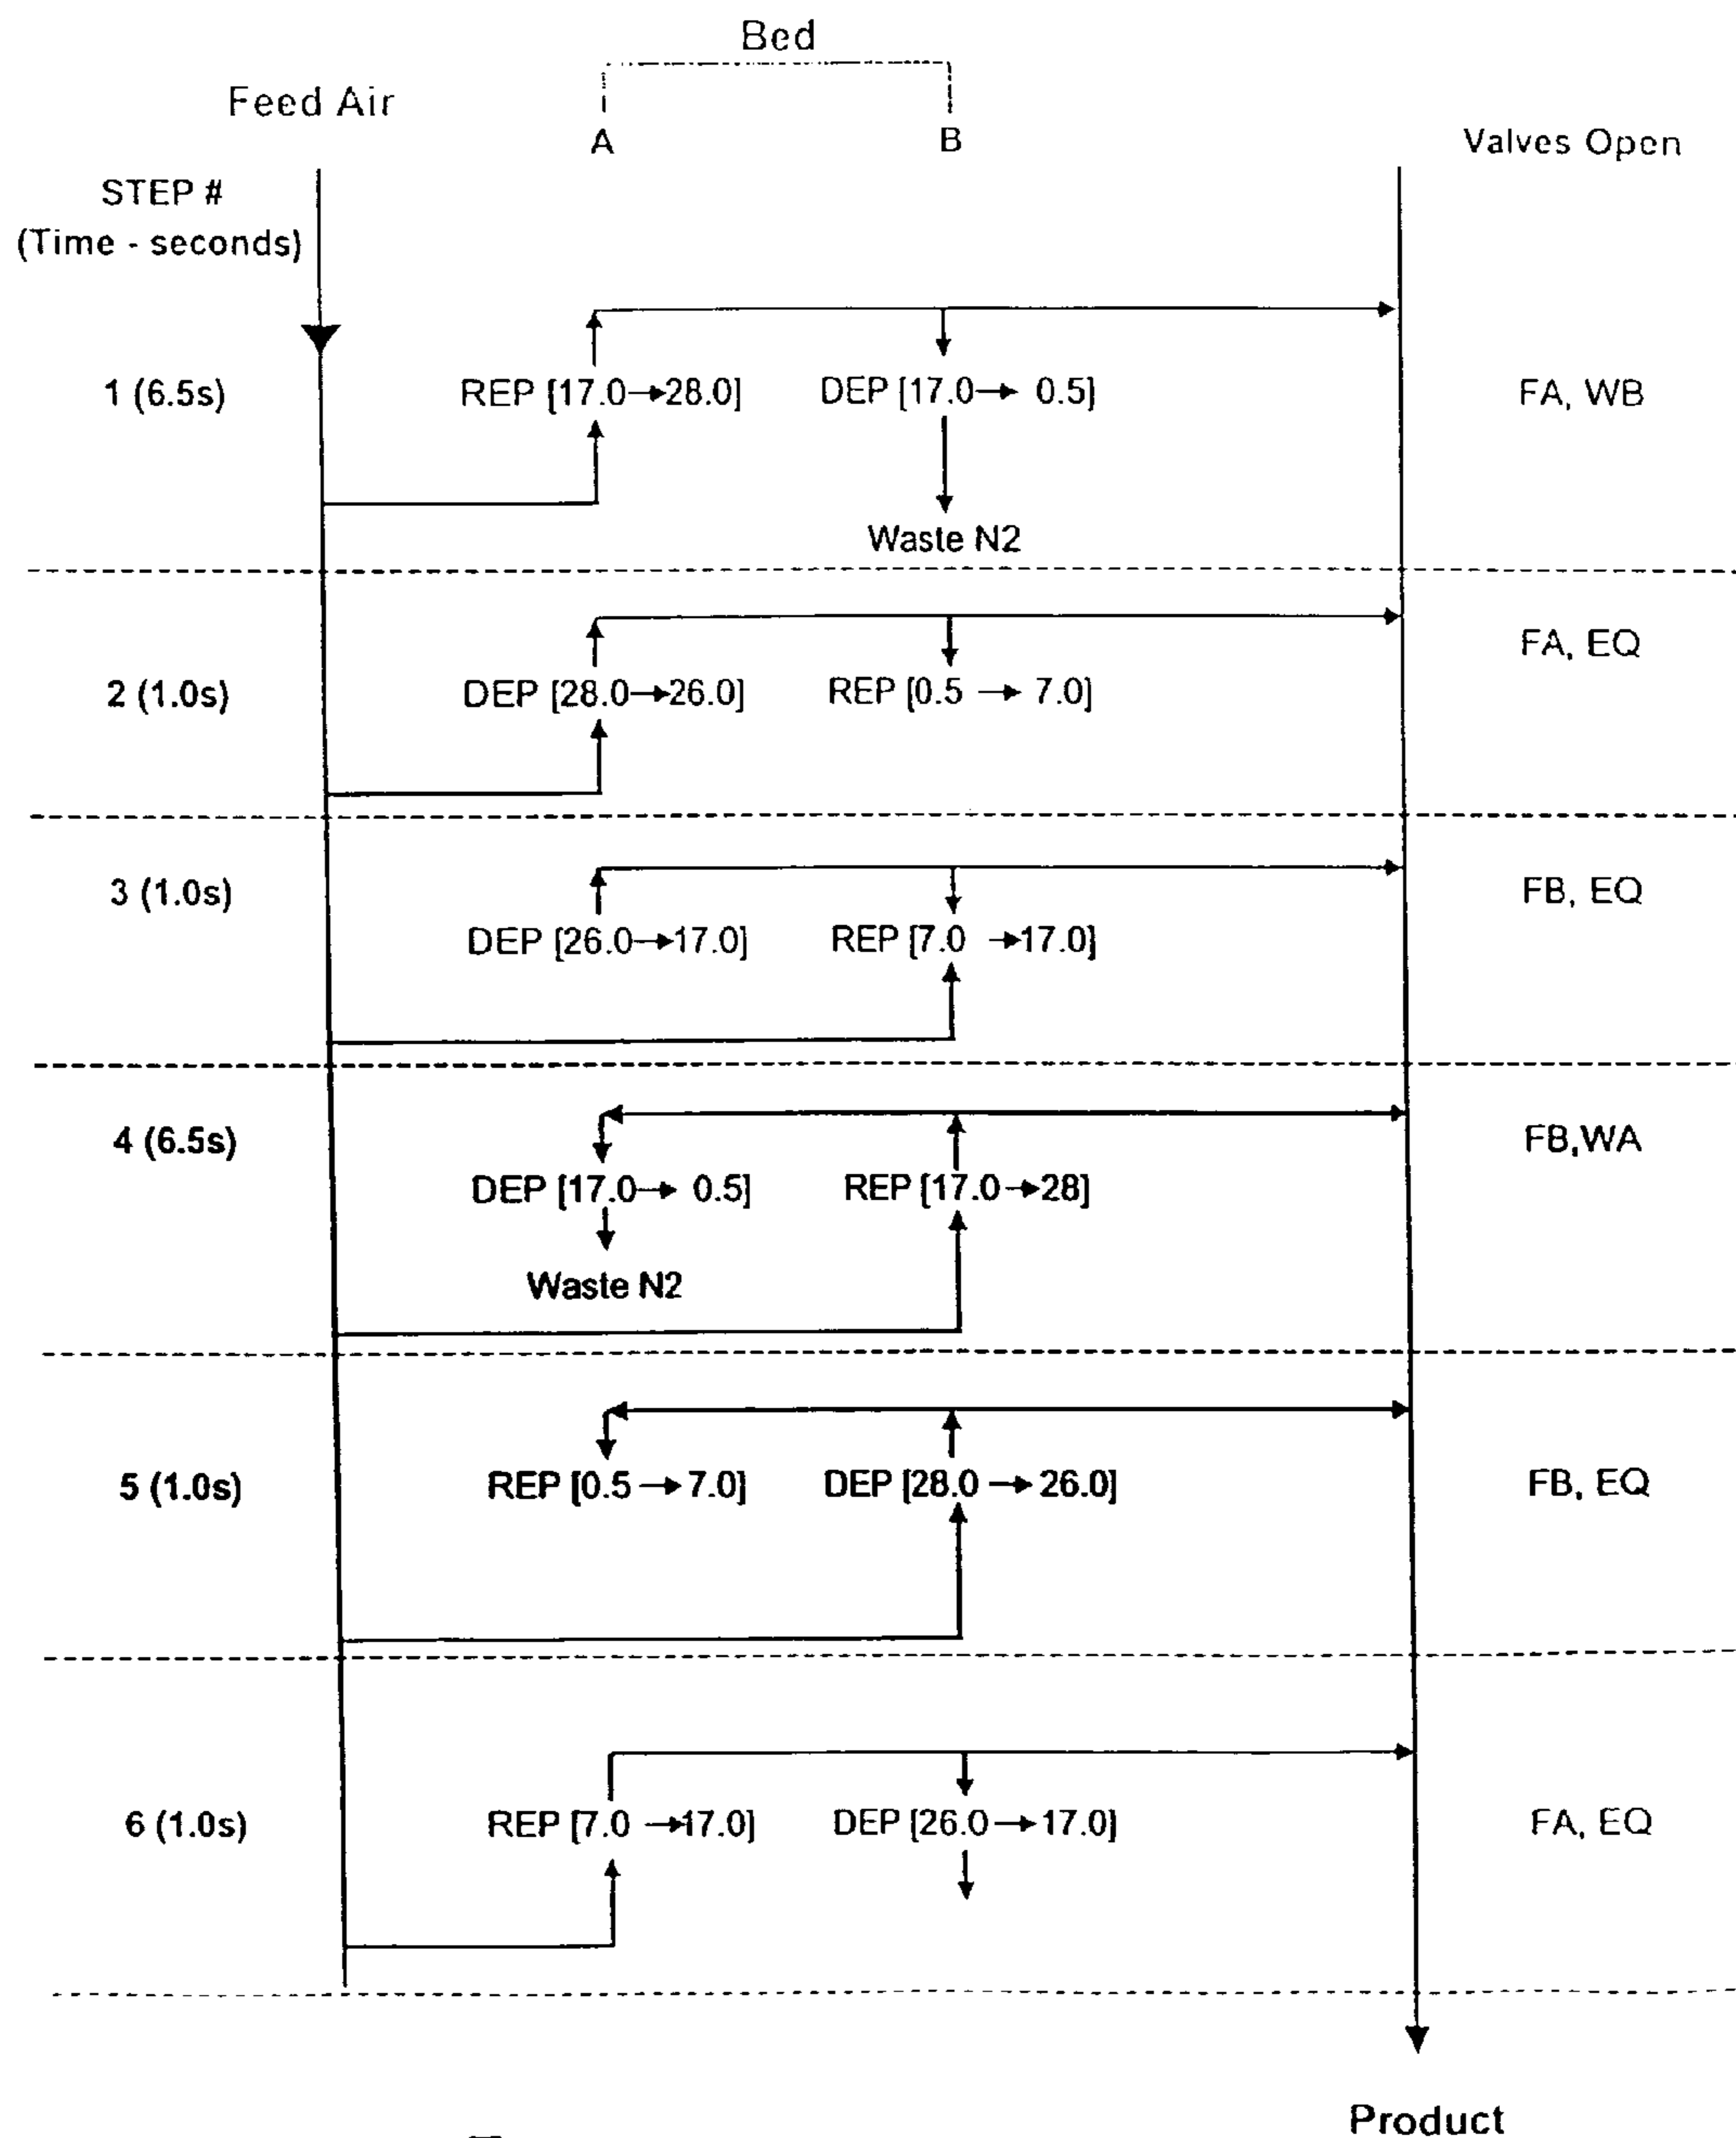 Bed
Feed Air
A B Valves Open
STEP #
(Time - seconds)
1 (6.5s) REP [17.0→28.0] DEP [17.0→ 0.5] FA, WB
Waste N2
FA, EQ
2 (1.0s) DEP [28.0→26.0] REP [0.5 → 7.0]
3 (1.0s) FB, EQ
DEP [26.0→17.0] REP [7.0 →17.0]
4 (6.5s) FB,WA
DEP [17.0→ 0.5] REP [17.0→28]
Waste N2
5 (1.0s) REP [0.5 → 7.0] DEP [28.0 → 26.0] FB, EQ
6 (1.0s) REP [7.0 →17.0] DEP [26.0→17.0] FA, EQ
Product